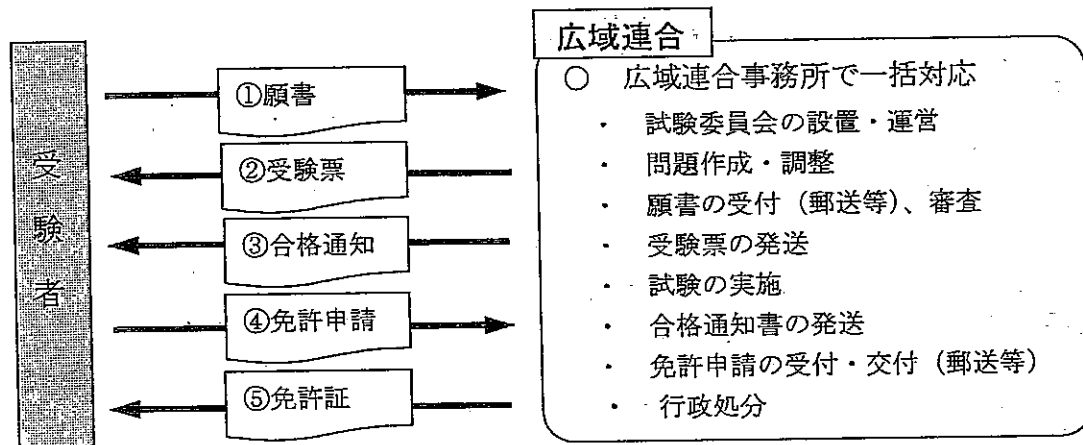 受験者
①願書
②受験票
③合格通知
④免許申請
⑤免許証
広域連合
○ 広域連合事務所で一括対応
・ 試験委員会の設置・運営
・ 問題作成・調整
・ 願書の受付（郵送等）、審査
・ 受験票の発送
・ 試験の実施
・ 合格通知書の発送
・ 免許申請の受付・交付（郵送等）
・ 行政処分